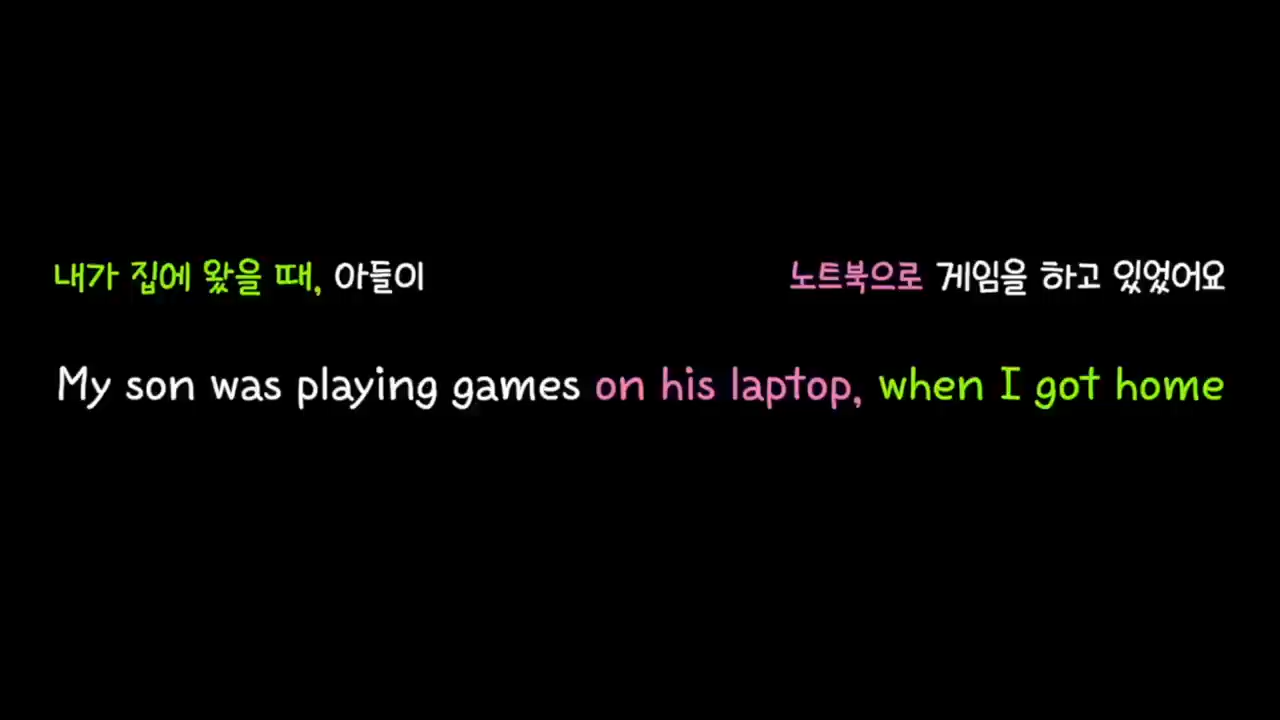 내가 집에 왔을 때, 아들이 노트북으로 게임을 하고 있었어요
My son was playing games on his laptop, when I got home